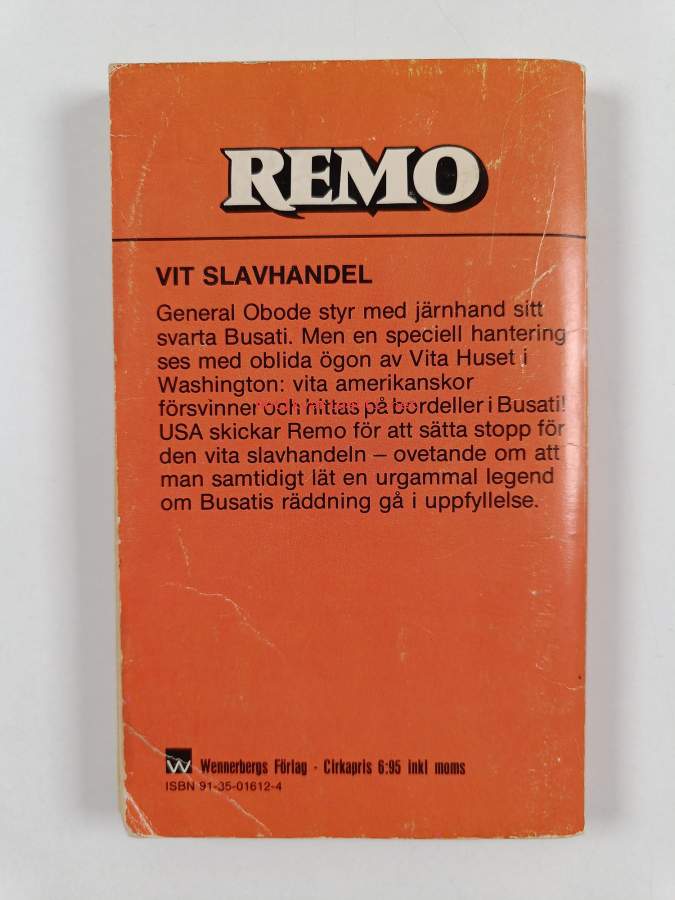 REMO
VIT SLAVHANDEL
General Obode styr med järnhand sitt
svarta Busati. Men en speciell hantering
ses med oblida ögon av Vita Huset i
Washington: vita amerikanskor
försvinner och hittas på bordeller i Busati!
USA skickar Remo för att sätta stopp för
den vita slavhandeln – ovetande om att
man samtidigt lät en urgammal legend
om Busatis räddning gå i uppfyllelse.
W Wennerbergs Förlag · Cirkapris 6:95 inkl moms
ISBN 91-35-01612-4